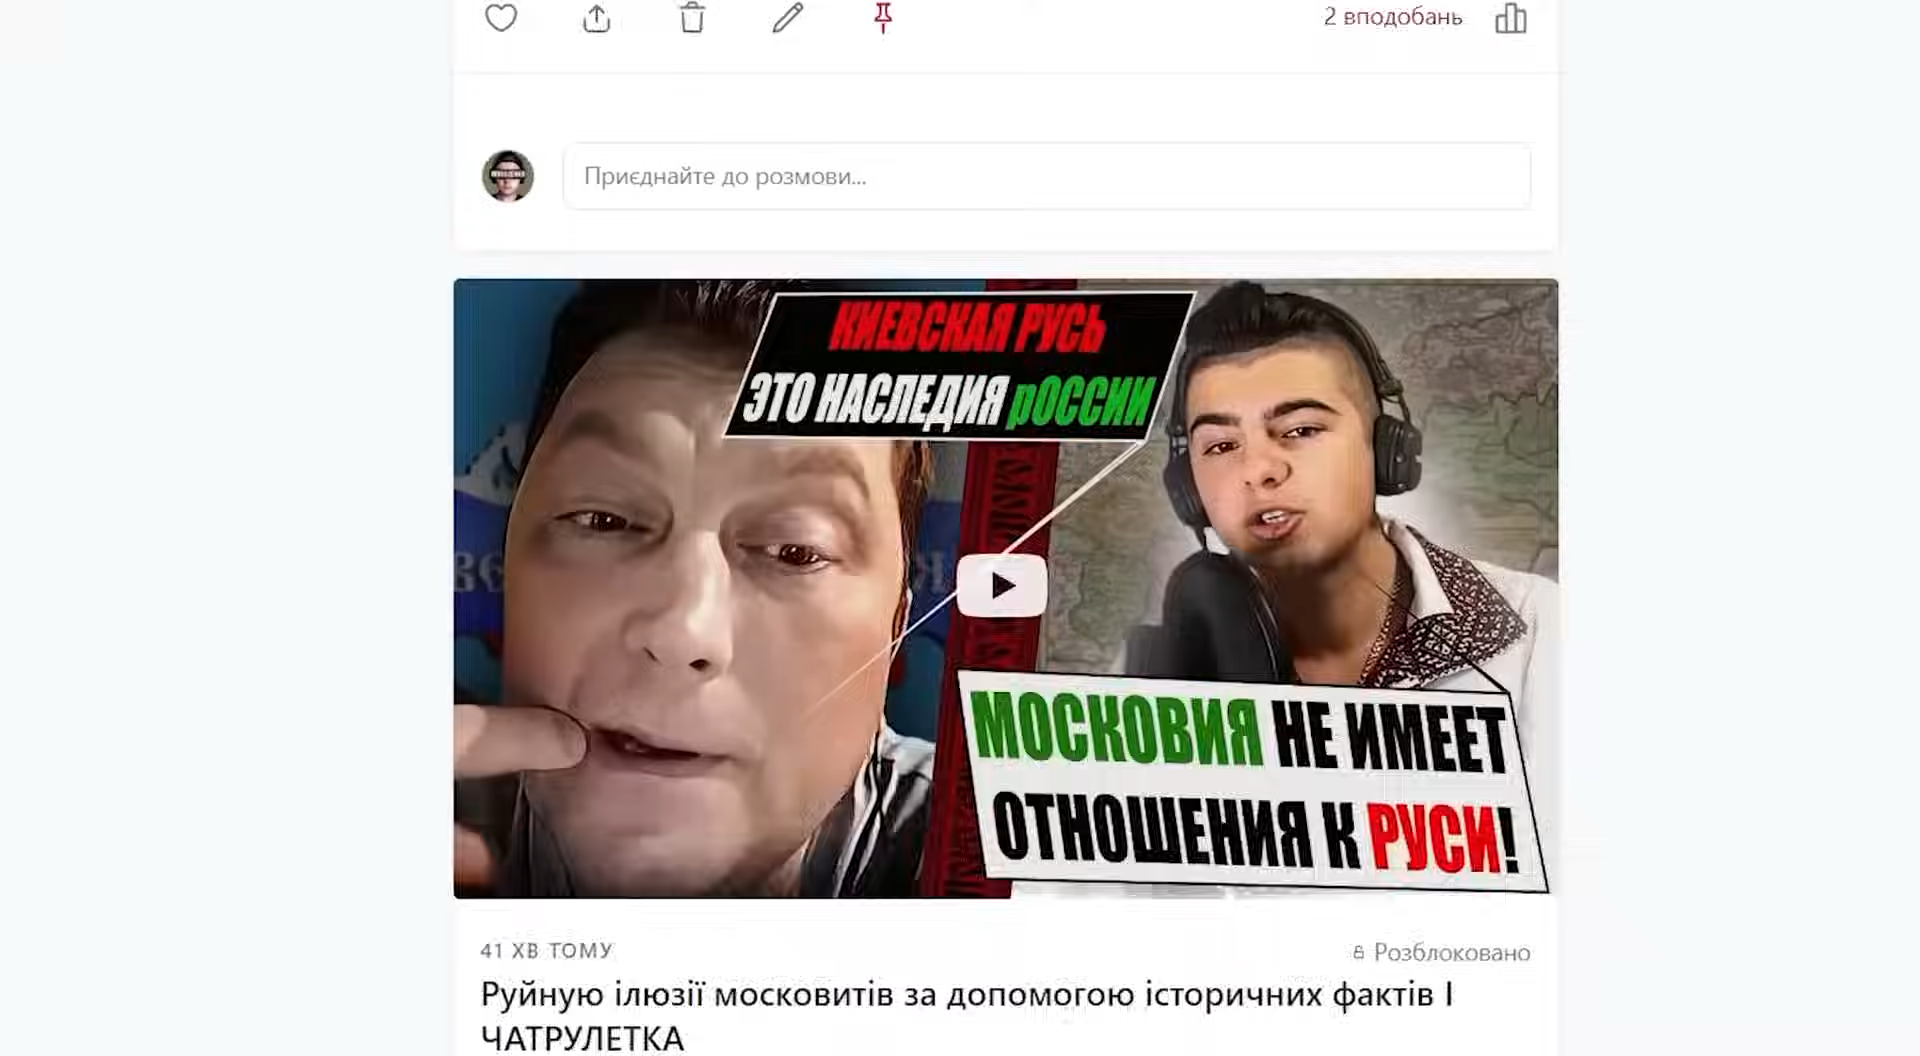 2 вподобань
Приєднайте до розмови...
КИЕВСКАЯ РУСЬ
ЭТО НАСЛЕДИЯ рОССИИ
МОСКОВИЯ НЕ ИМЕЕТ
ОТНОШЕНИЯ К РУСИ!
41 ХВ ТОМУ
Розблоковано
Руйную ілюзії московитів за допомогою історичних фактів І
ЧАТРУЛЕТКА